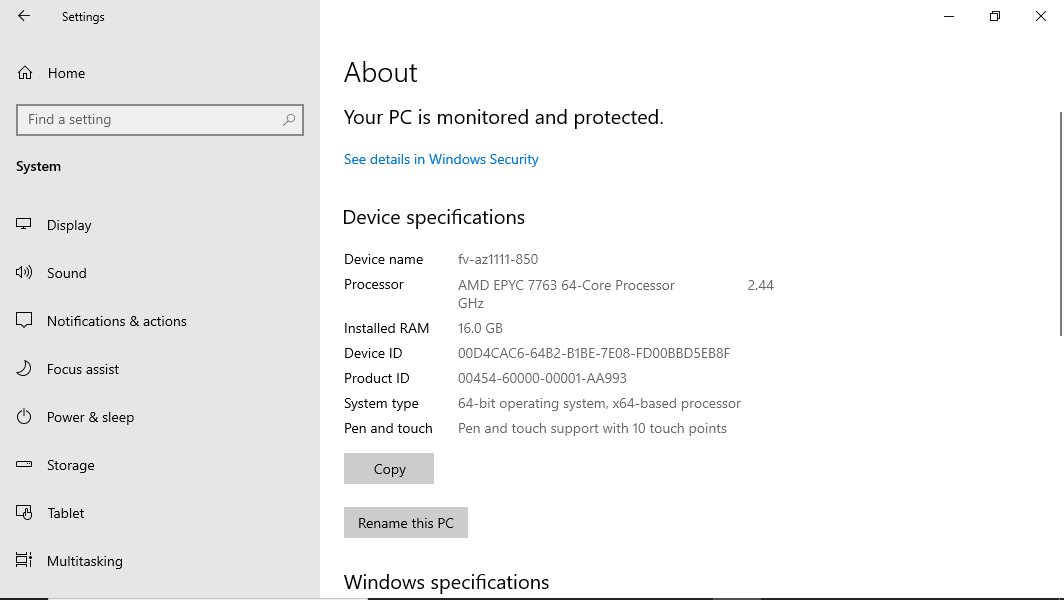 Settings
Home
Find a setting
System
Display
Sound
Notifications & actions
Focus assist
Power & sleep
Storage
Tablet
Multitasking
About
Your PC is monitored and protected.
See details in Windows Security
Device specifications
Device name fv-az1111-850
Processor AMD EPYC 7763 64-Core Processor 2.44
GHz
Installed RAM 16.0 GB
Device ID 00D4CAC6-64B2-B1BE-7E08-FD00BBD5EB8F
Product ID 00454-60000-00001-AA993
System type 64-bit operating system, x64-based processor
Pen and touch Pen and touch support with 10 touch points
Copy
Rename this PC
Windows specifications